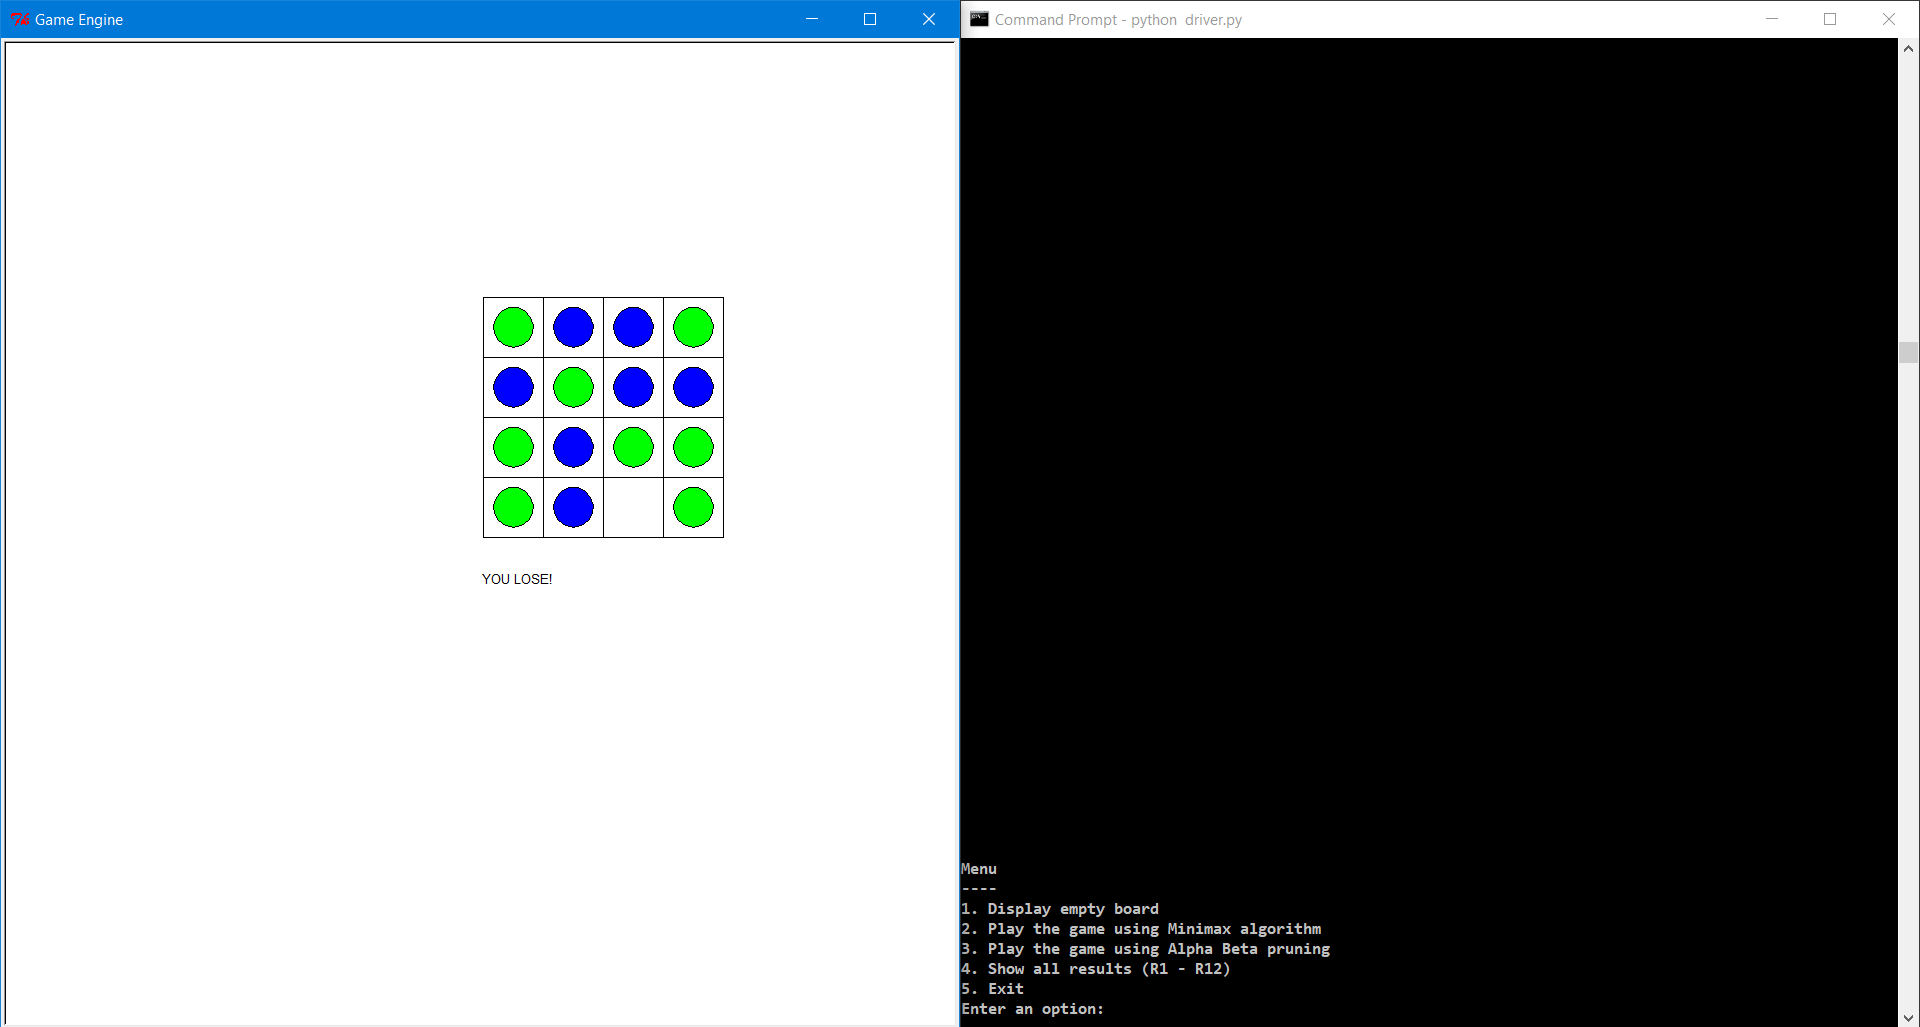 Game Engine
Command Prompt - python  driver.py
YOU LOSE!
Menu
----
1. Display empty board
2. Play the game using Minimax algorithm
3. Play the game using Alpha Beta pruning
4. Show all results (R1 - R12)
5. Exit
Enter an option: